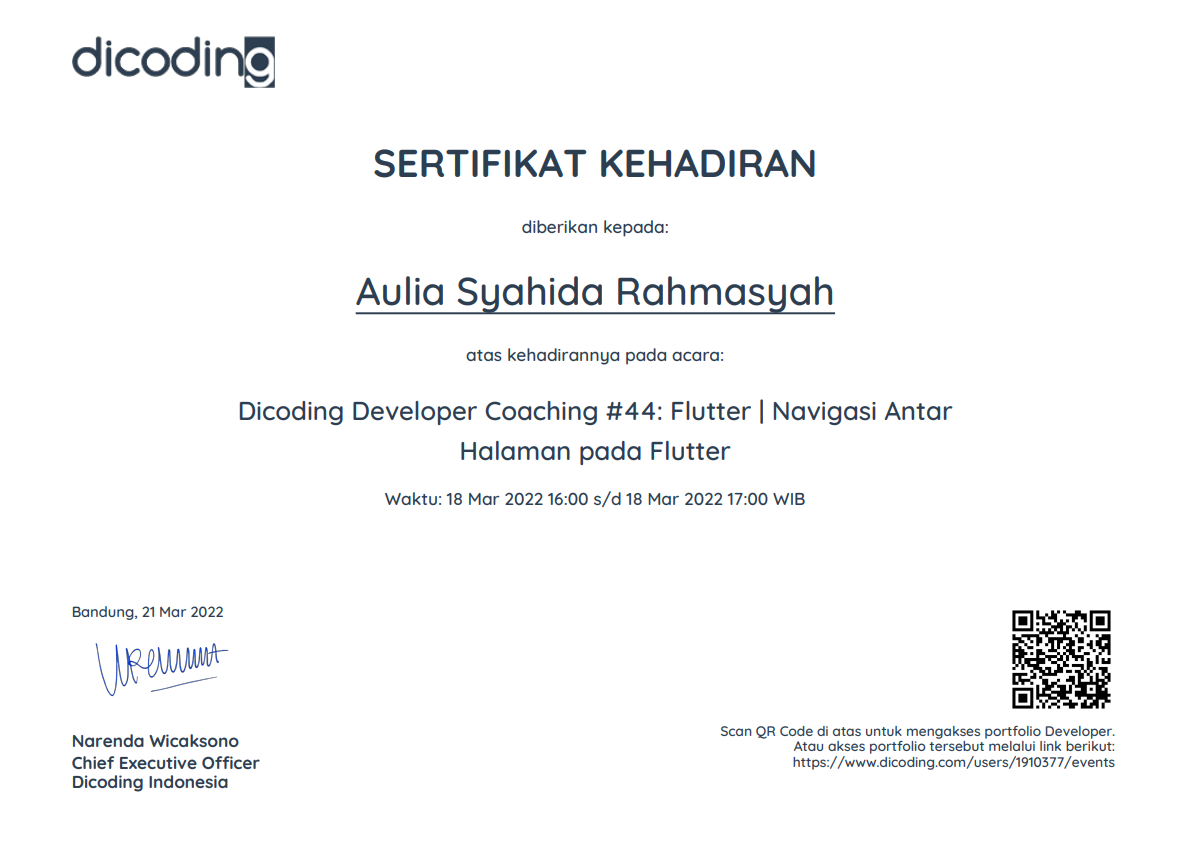 dicoding
SERTIFIKAT KEHADIRAN
diberikan kepada:
Aulia Syahida Rahmasyah
atas kehadirannya pada acara:
Dicoding Developer Coaching #44: Flutter | Navigasi Antar
Halaman pada Flutter
Waktu: 18 Mar 2022 16:00 s/d 18 Mar 2022 17:00 WIB
Bandung, 21 Mar 2022
Narenda Wicaksono
Chief Executive Officer
Dicoding Indonesia
Scan QR Code di atas untuk mengakses portfolio Developer.
Atau akses portfolio tersebut melalui link berikut:
https://www.dicoding.com/users/1910377/events